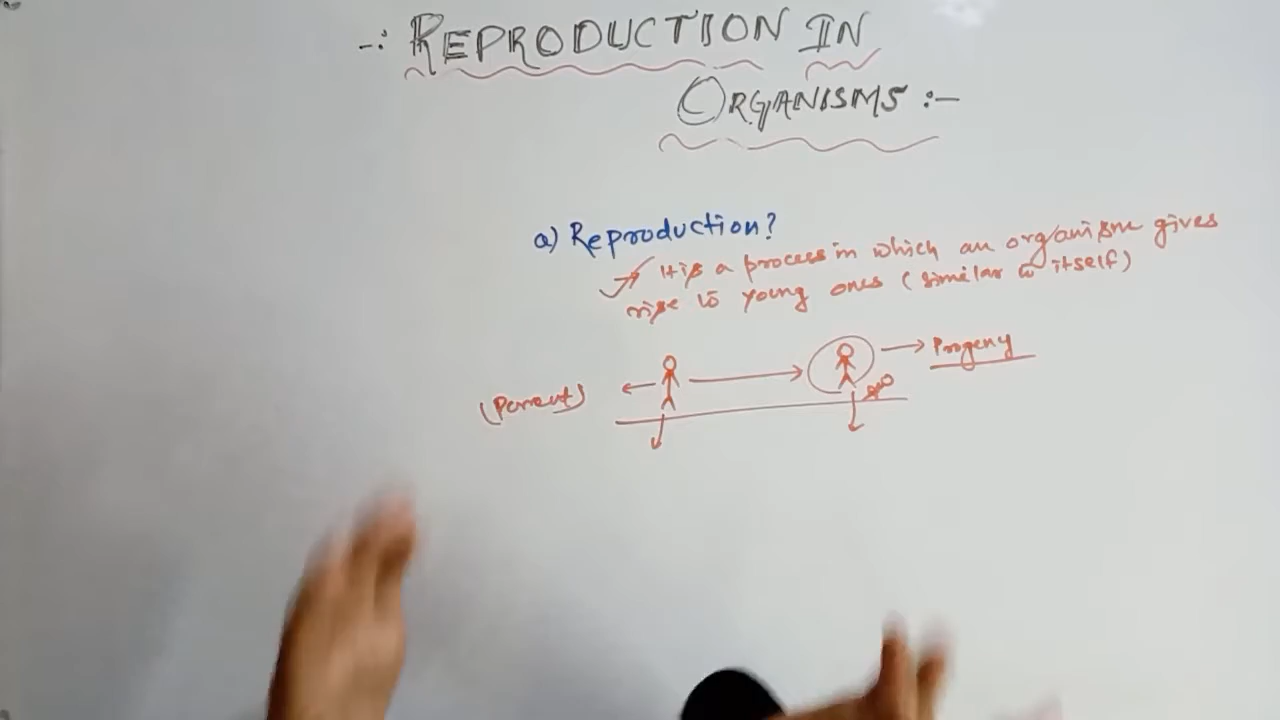 -: REPRODUCTION IN
ORGANISMS :-
a) Reproduction?
It is a process in which an organism gives
rise to young ones (similar to itself)
(Parent)
Progeny